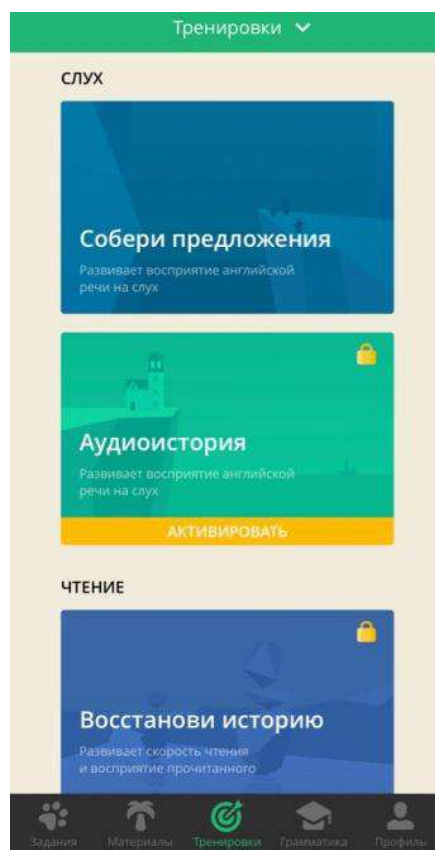 Тренировки
СЛУХ
Собери предложения
Развивает восприятие английской
речи на слух
Аудиоистория
Развивает восприятие английской
речи на слух
АКТИВИРОВАТЬ
ЧТЕНИЕ
Восстанови историю
Развивает скорость чтения
и восприятие прочитанного
Задания Материалы Тренировки Грамматика Профиль